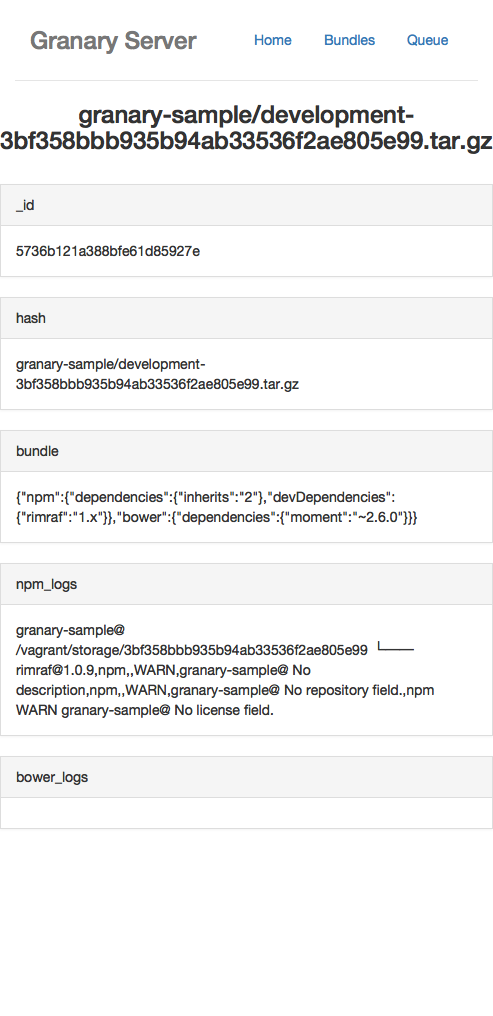 Granary Server Home Bundles Queue
granary-sample/development-
3bf358bbb935b94ab33536f2ae805e99.tar.gz
_id
5736b121a388bfe61d85927e
hash
granary-sample/development-
3bf358bbb935b94ab33536f2ae805e99.tar.gz
bundle
{"npm":{"dependencies":{"inherits":"2"},"devDependencies":
{"rimraf":"1.x"}},"bower":{"dependencies":{"moment":"~2.6.0"}}}
npm_logs
granary-sample@
/vagrant/storage/3bf358bbb935b94ab33536f2ae805e99 └──
rimraf@1.0.9,npm,,WARN,granary-sample@ No
description,npm,,WARN,granary-sample@ No repository field.,npm
WARN granary-sample@ No license field.
bower_logs